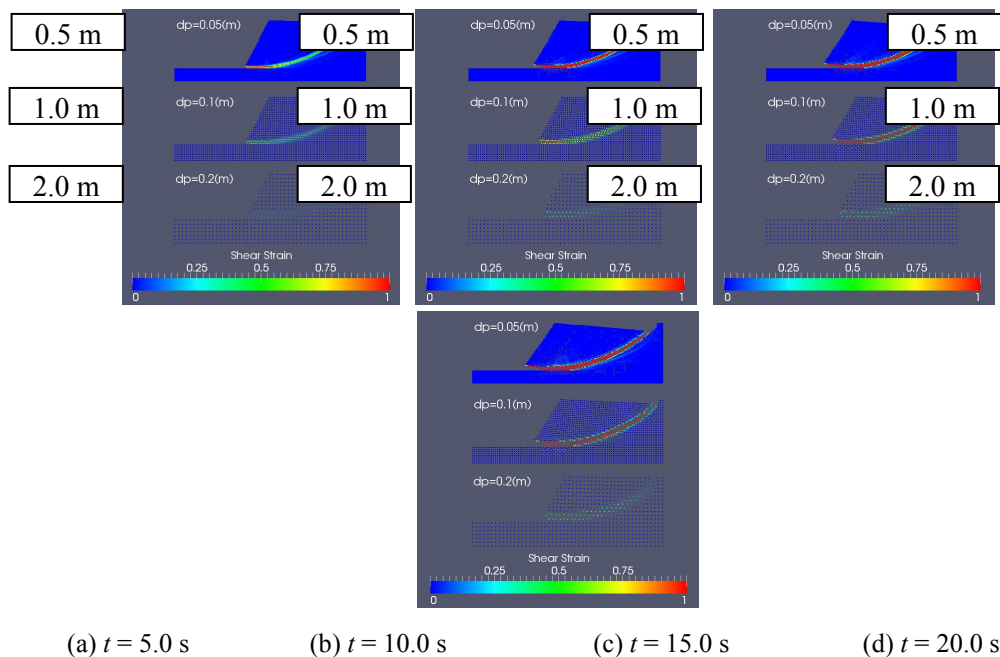 0.5 m dp=0.05(m) 0.5 m dp=0.05(m) 0.5 m dp=0.05(m) 0.5 m
1.0 m dp=0.1(m) 1.0 m dp=0.1(m) 1.0 m dp=0.1(m) 1.0 m
2.0 m dp=0.2(m) 2.0 m dp=0.2(m) 2.0 m dp=0.2(m) 2.0 m
Shear Strain Shear Strain Shear Strain
0.25 0.5 0.75 0.25 0.5 0.75 0.25 0.5 0.75
0 1 0 1 0 1
dp=0.05(m)
dp=0.1(m)
dp=0.2(m)
Shear Strain
0.25 0.5 0.75
0 1
(a) t = 5.0 s (b) t = 10.0 s (c) t = 15.0 s (d) t = 20.0 s